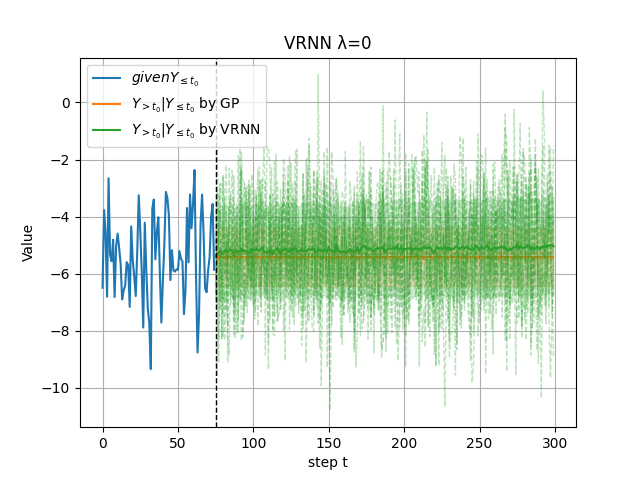 VRNN λ=0
givenY≤t₀
Y>t₀|Y≤t₀ by GP
Y>t₀|Y≤t₀ by VRNN
Value
0
−2
−4
−6
−8
−10
0 50 100 150 200 250 300
step t